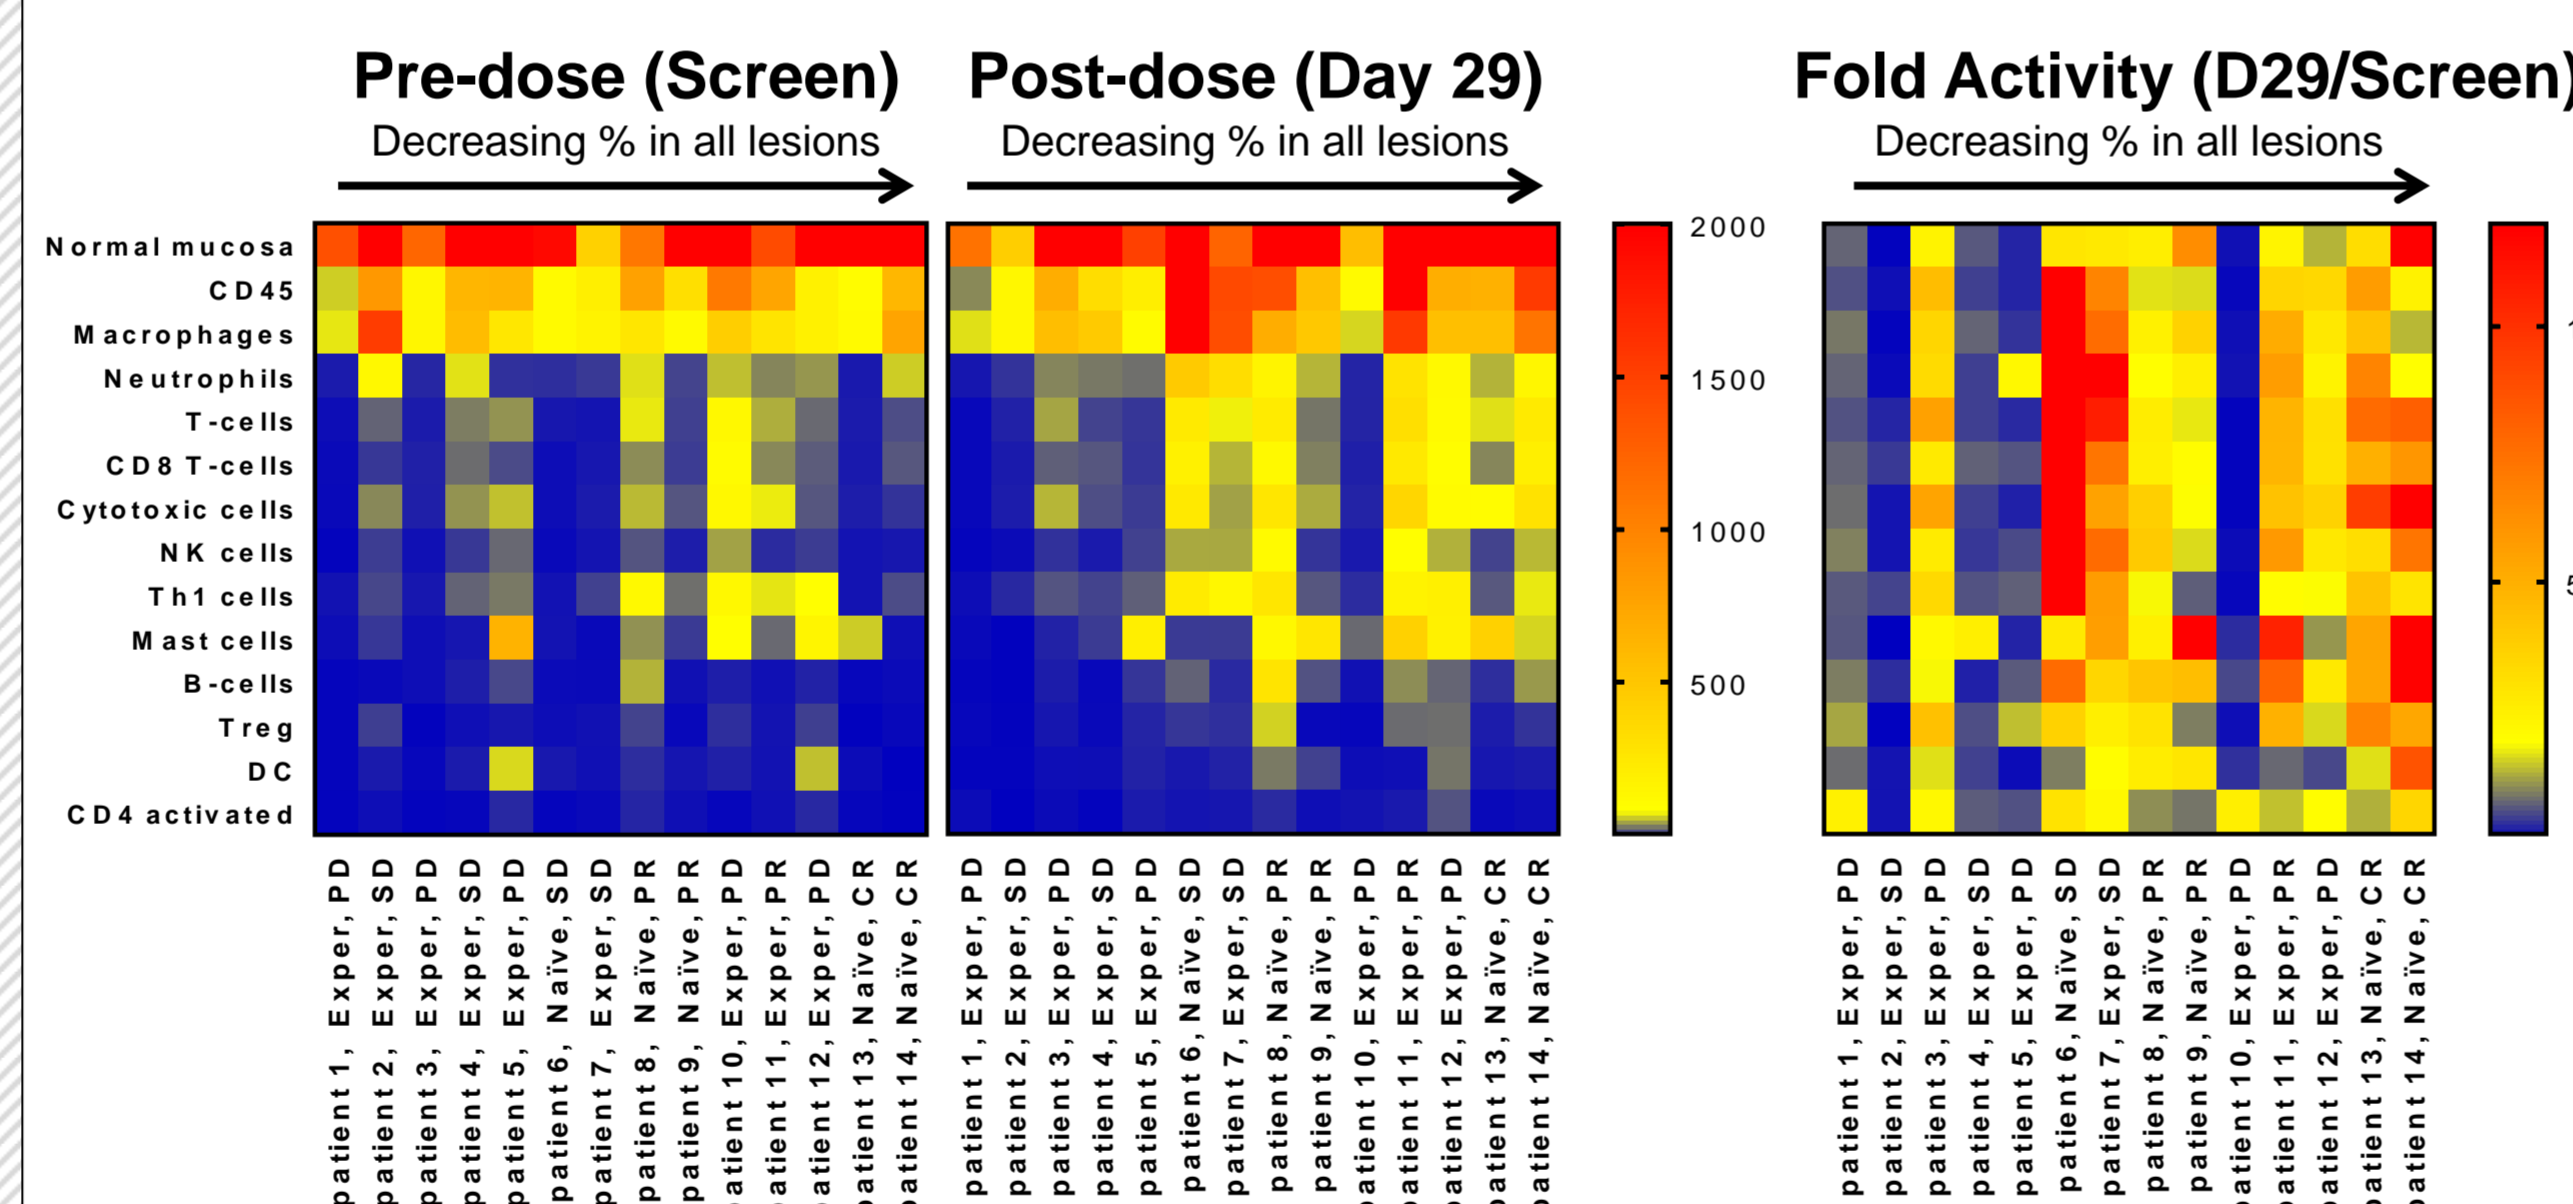 Pre-dose (Screen)
Decreasing % in all lesions
Post-dose (Day 29)
Decreasing % in all lesions
Fold Activity (D29/Screen)
Decreasing % in all lesions
Normal mucosa
CD45
Macrophages
Neutrophils
T-cells
CD8 T-cells
Cytotoxic cells
NK cells
Th1 cells
Mast cells
B-cells
Treg
DC
CD4 activated
2000
1500
1000
500
patient 1, Exper, PD
patient 2, Exper, SD
patient 3, Exper, PD
patient 4, Exper, SD
patient 5, Exper, PD
patient 6, Naïve, SD
patient 7, Exper, SD
patient 8, Naïve, PR
patient 9, Naïve, PR
patient 10, Exper, PD
patient 11, Exper, PR
patient 12, Exper, PD
patient 13, Naïve, CR
patient 14, Naïve, CR
patient 1, Exper, PD
patient 2, Exper, SD
patient 3, Exper, PD
patient 4, Exper, SD
patient 5, Exper, PD
patient 6, Naïve, SD
patient 7, Exper, SD
patient 8, Naïve, PR
patient 9, Naïve, PR
patient 10, Exper, PD
patient 11, Exper, PR
patient 12, Exper, PD
patient 13, Naïve, CR
patient 14, Naïve, CR
patient 1, Exper, PD
patient 2, Exper, SD
patient 3, Exper, PD
patient 4, Exper, SD
patient 5, Exper, PD
patient 6, Naïve, SD
patient 7, Exper, SD
patient 8, Naïve, PR
patient 9, Naïve, PR
patient 10, Exper, PD
patient 11, Exper, PR
patient 12, Exper, PD
patient 13, Naïve, CR
patient 14, Naïve, CR